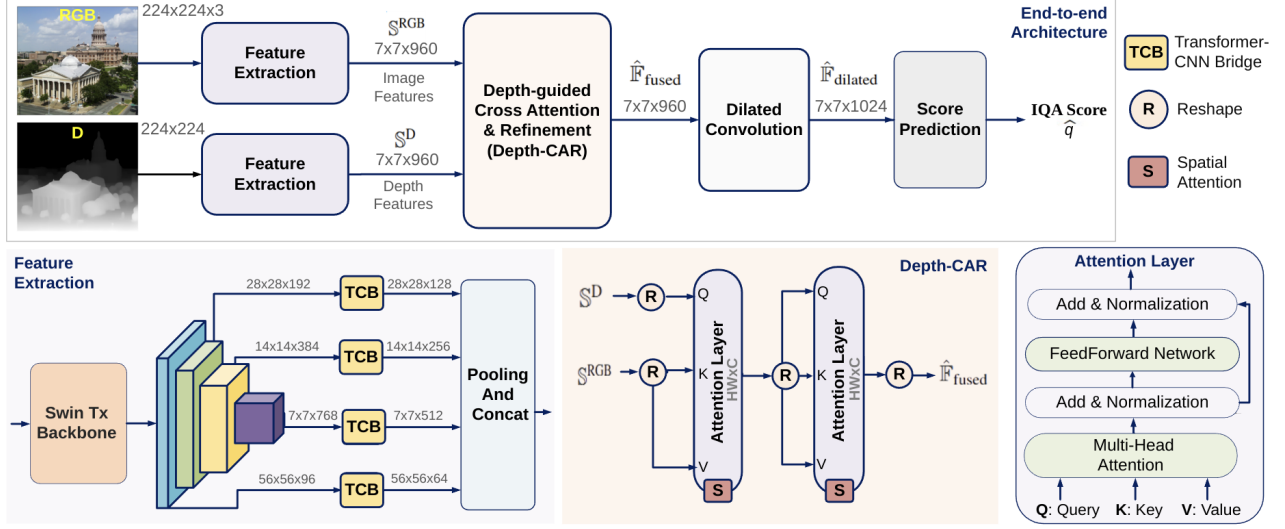 RGB
224x224x3
Feature
Extraction
𝕊^RGB
7x7x960
Image
Features
D
224x224
Feature
Extraction
𝕊^D
7x7x960
Depth
Features
Depth-guided
Cross Attention
& Refinement
(Depth-CAR)
F̂_fused
7x7x960
Dilated
Convolution
F̂_dilated
7x7x1024
Score
Prediction
End-to-end
Architecture
IQA Score
q̂
TCB
Transformer-
CNN Bridge
R
Reshape
S
Spatial
Attention
Feature
Extraction
Swin Tx
Backbone
28x28x192
TCB
28x28x128
14x14x384
TCB
14x14x256
7x7x768
TCB
7x7x512
56x56x96
TCB
56x56x64
Pooling
And
Concat
Depth-CAR
𝕊^D
R
𝕊^RGB
R
Q
K
V
Attention Layer
HWxC
S
R
Q
K
V
Attention Layer
HWxC
S
R
F̂_fused
Attention Layer
Add & Normalization
FeedForward Network
Add & Normalization
Multi-Head
Attention
Q: Query K: Key V: Value